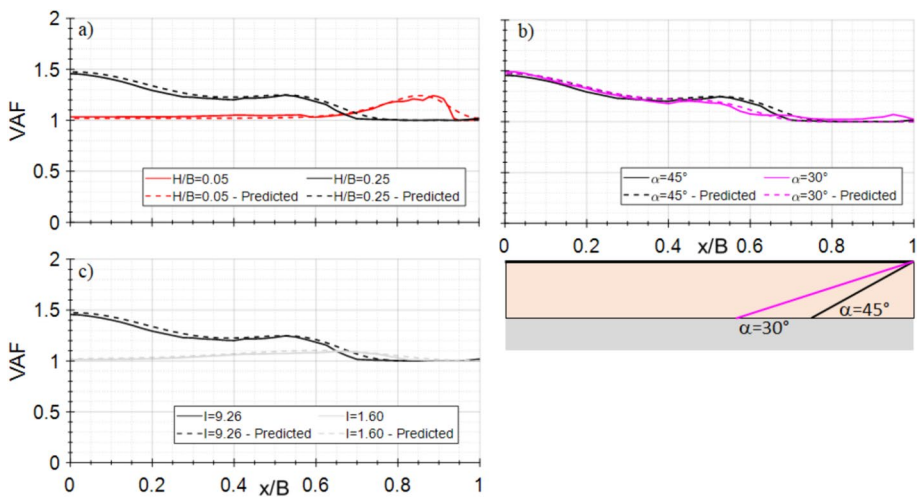 a)
2
1.5
1
0.5
0
VAF
H/B=0.05
H/B=0.25
H/B=0.05 - Predicted
H/B=0.25 - Predicted
0 0.2 0.4 0.6 0.8 1
b)
α=45°
α=30°
α=45° - Predicted
α=30° - Predicted
0 0.2 0.4 x/B 0.6 0.8 1
α=45°
α=30°
c)
2
1.5
1
0.5
0
VAF
I=9.26
I=1.60
I=9.26 - Predicted
I=1.60 - Predicted
0 0.2 0.4 x/B 0.6 0.8 1